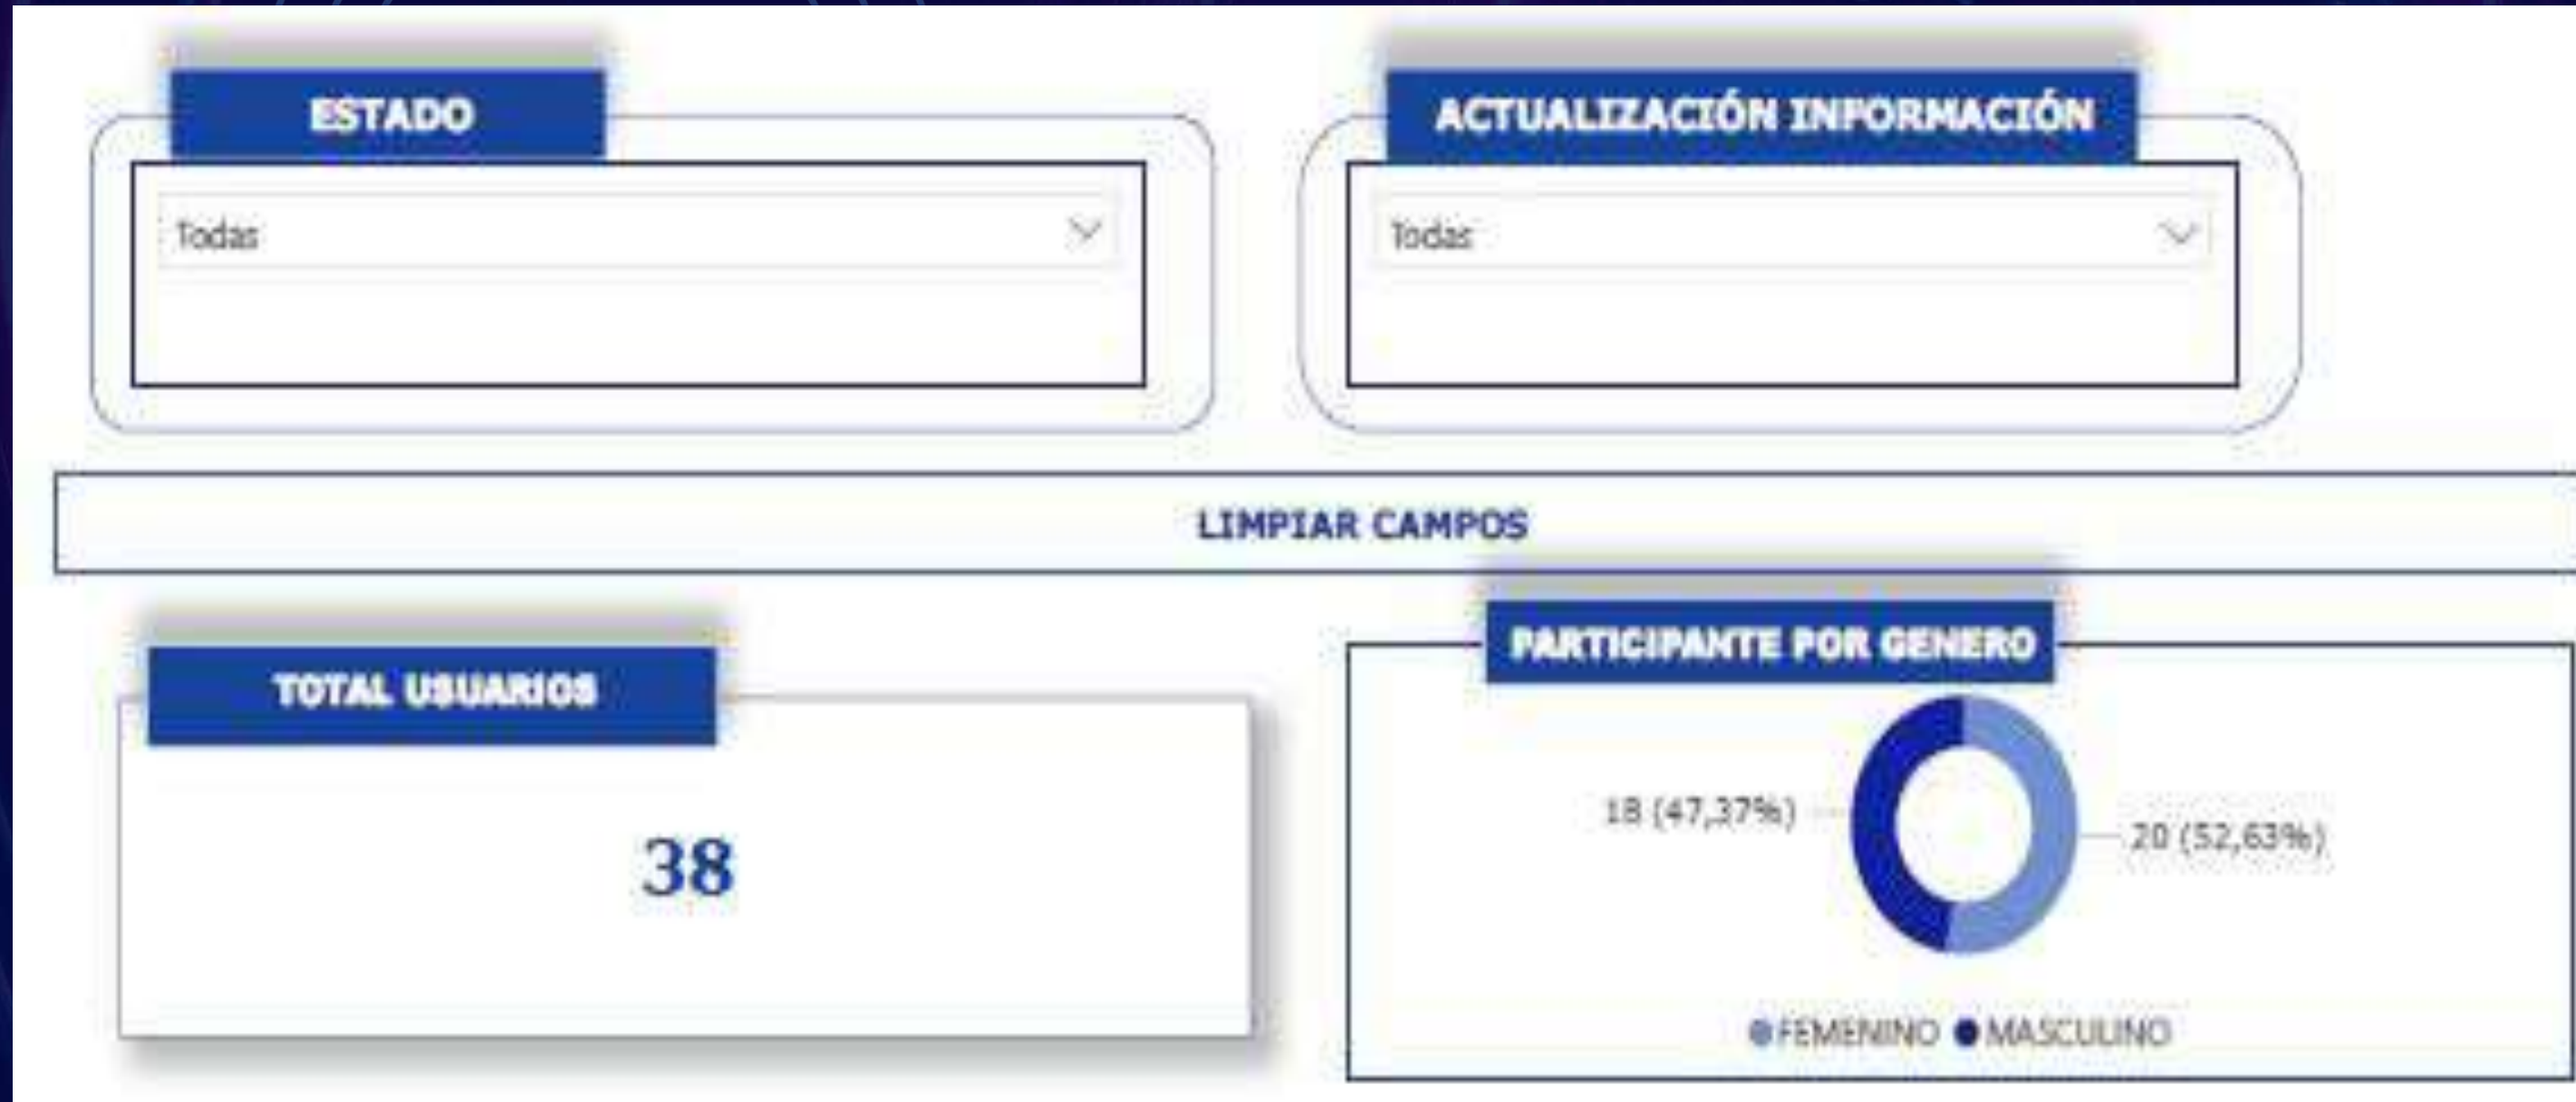 ESTADO
ACTUALIZACIÓN INFORMACIÓN
Todas
Todas
LIMPIAR CAMPOS
TOTAL USUARIOS
38
PARTICIPANTE POR GENERO
18 (47,37%)
20 (52,63%)
FEMENINO MASCULINO